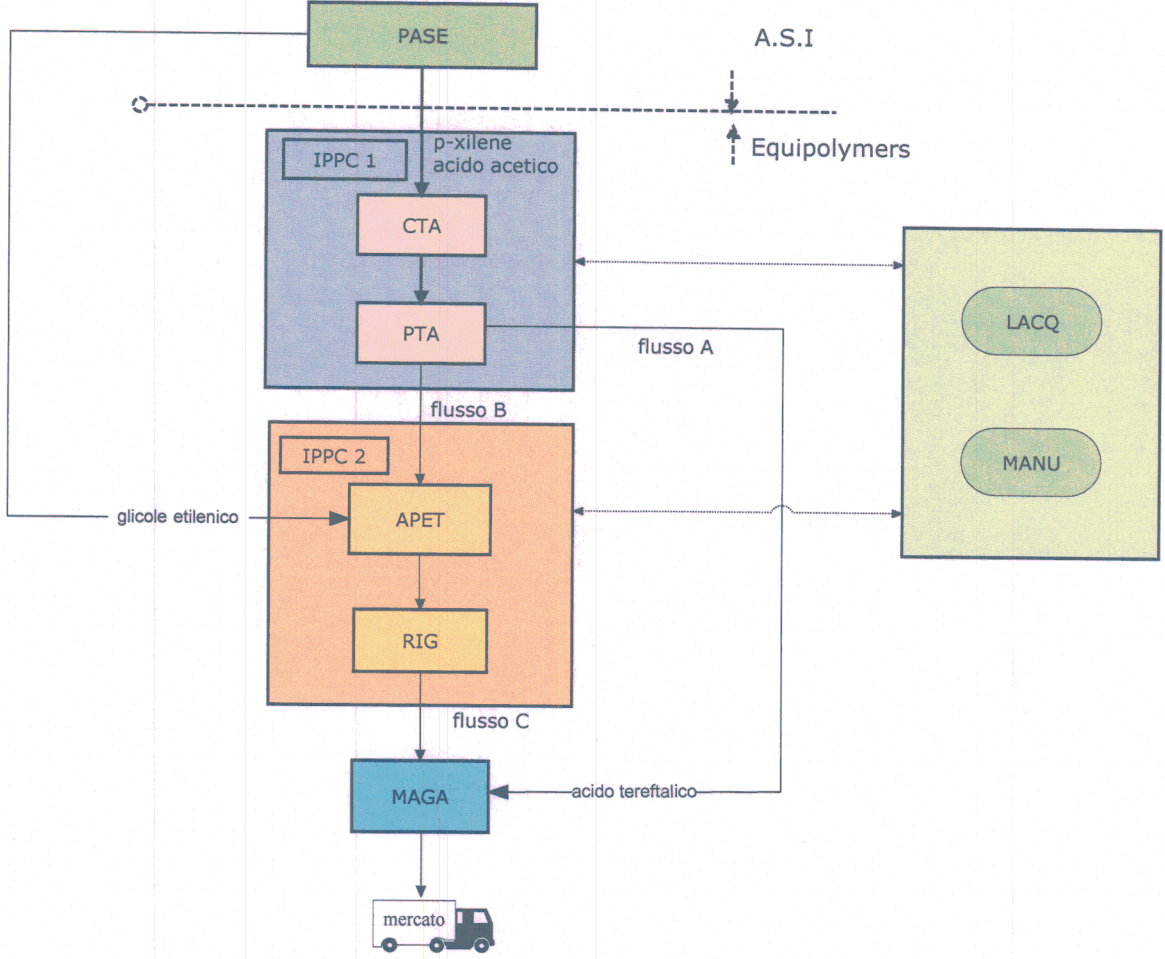 PASE
A.S.I
Equipolymers
IPPC 1
p-xilene
acido acetico
CTA
PTA
flusso A
LACQ
flusso B
IPPC 2
MANU
glicole etilenico
APET
RIG
flusso C
MAGA
acido tereftalico
mercato